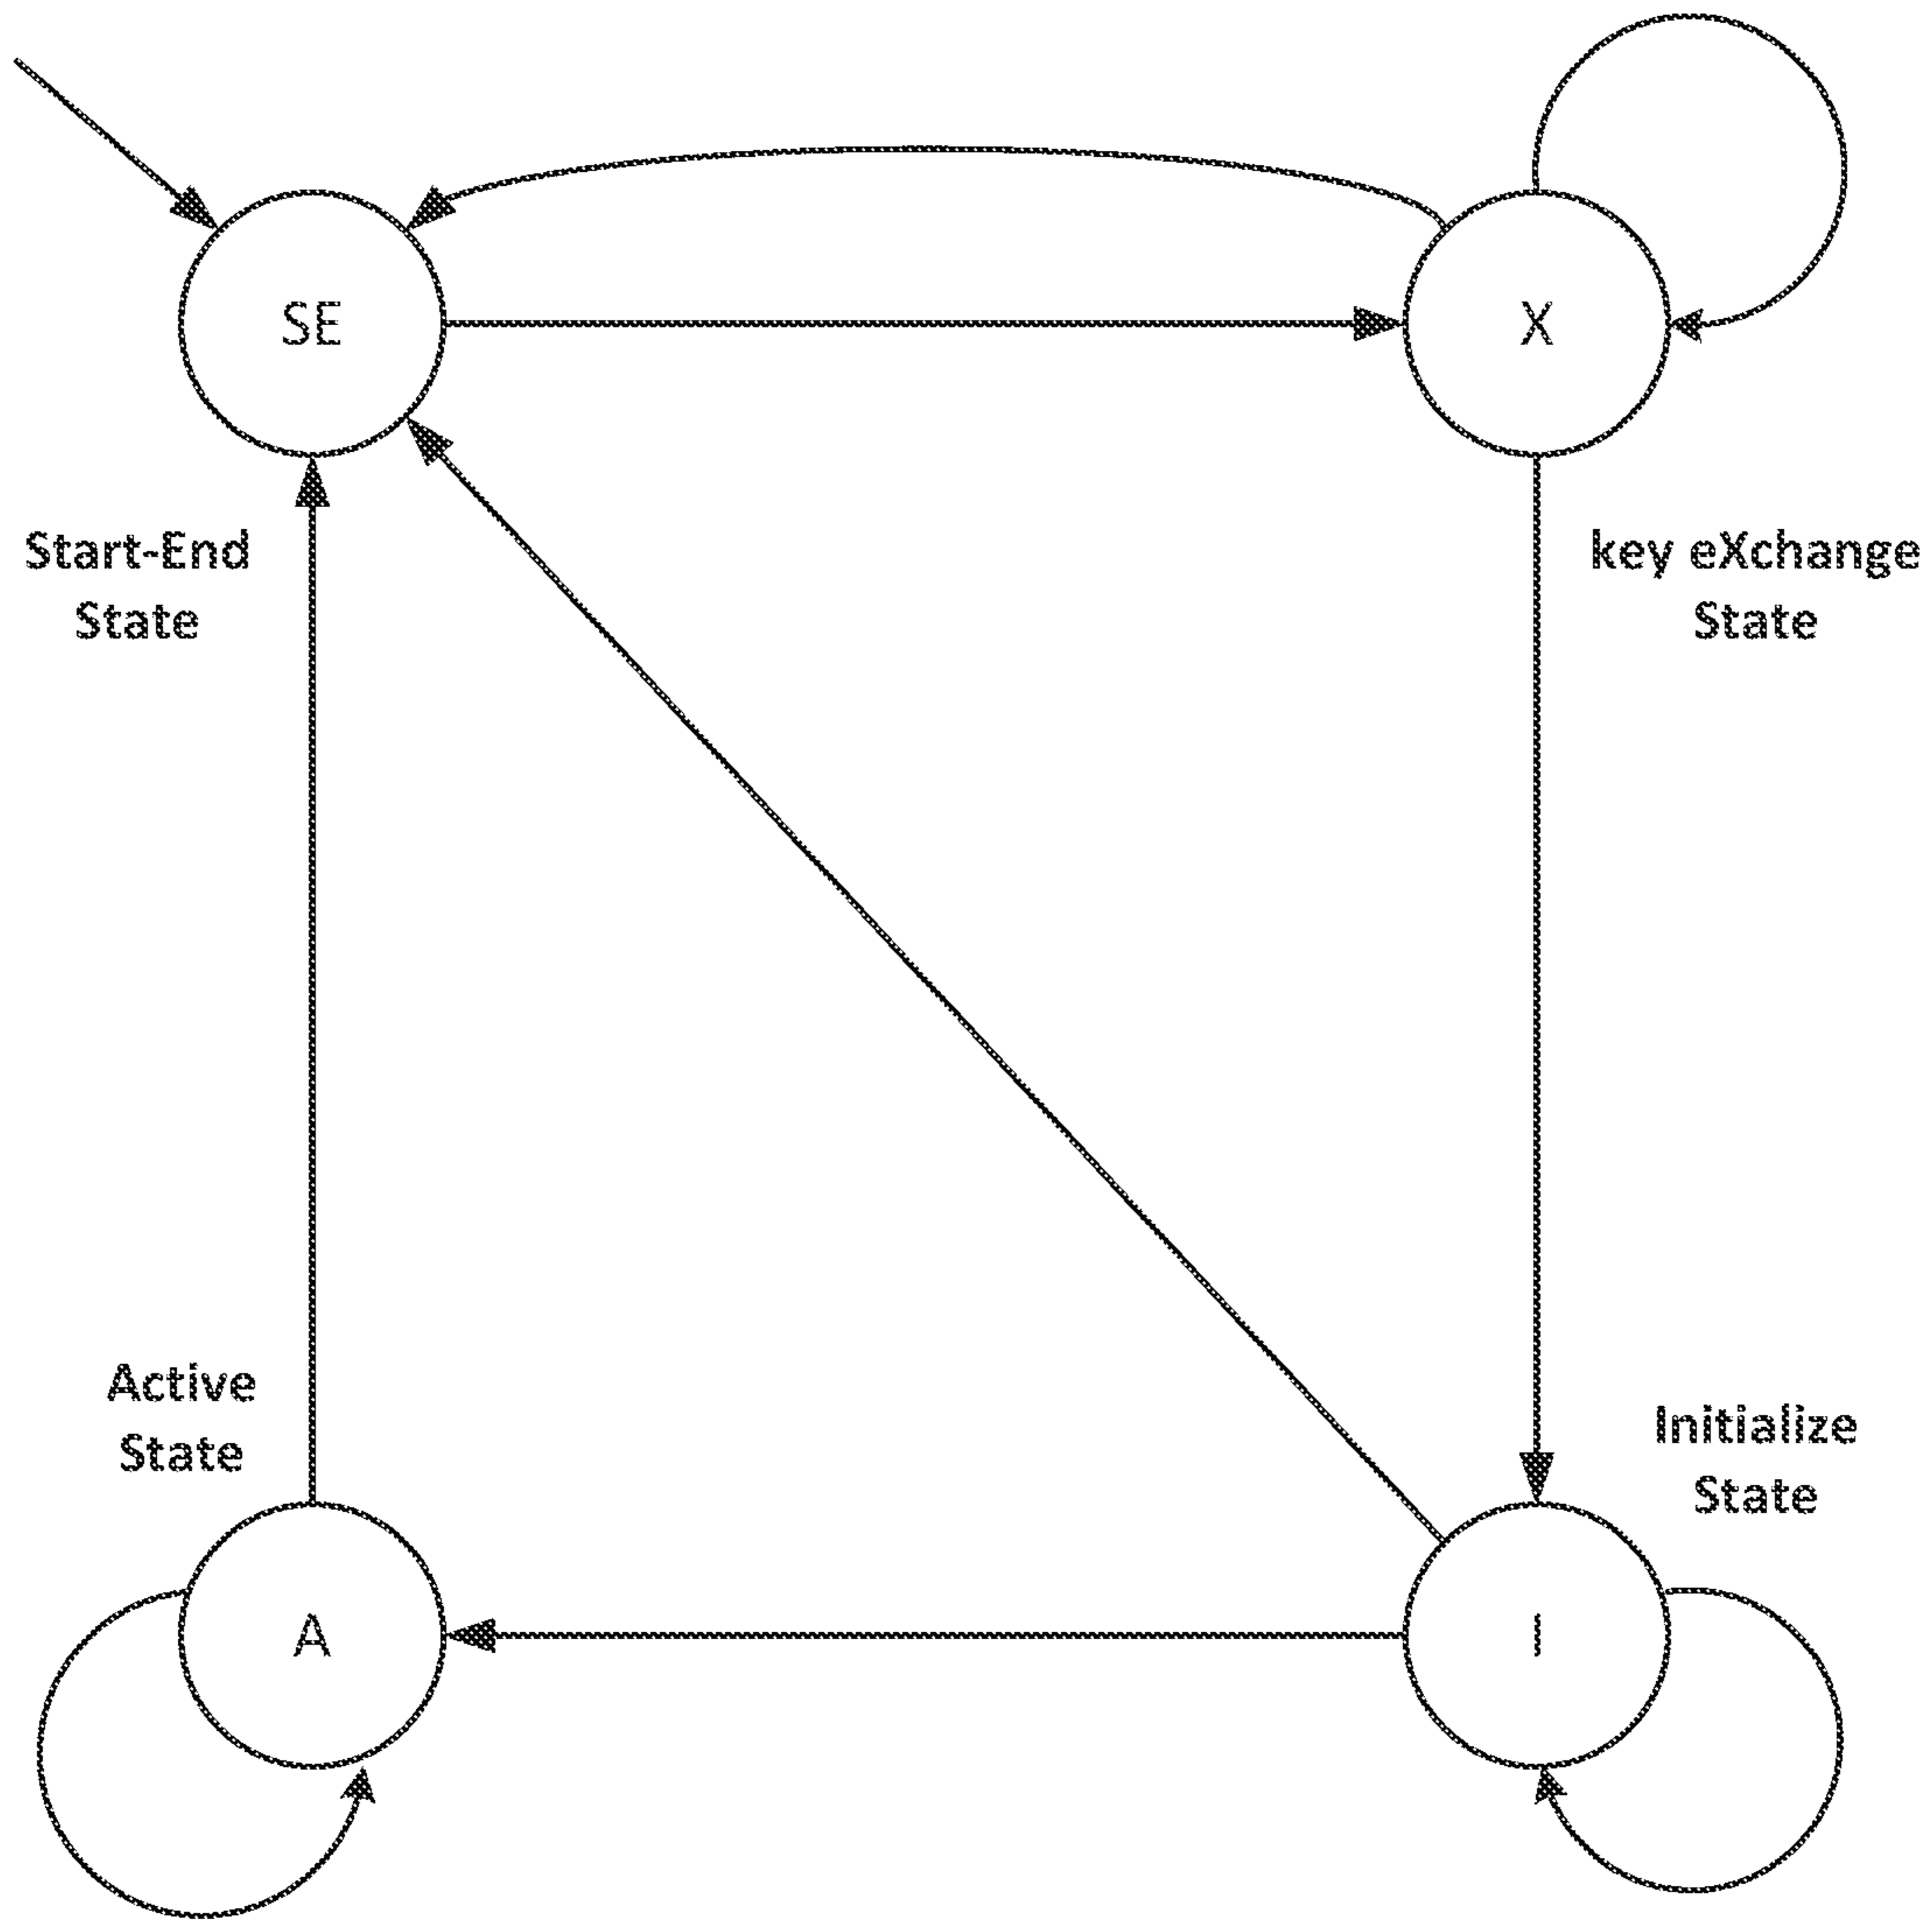 SE
X
Start-End
State
key eXchange
State
Active
State
Initialize
State
A
I